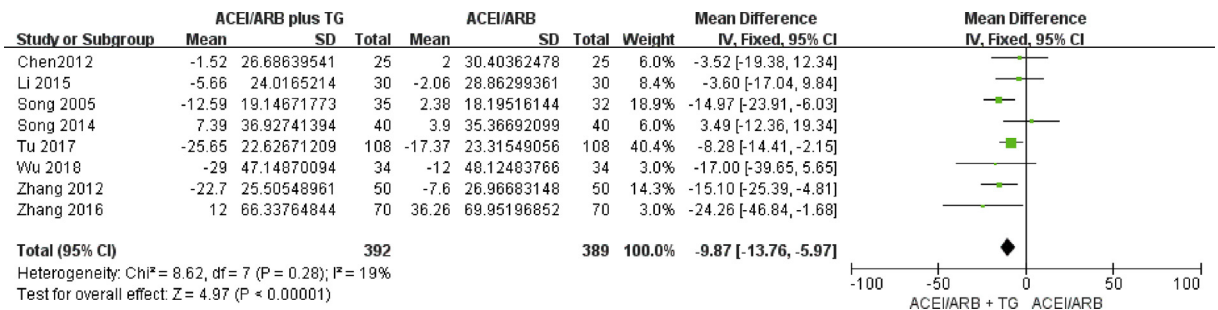 ACEI/ARB plus TG ACEI/ARB Mean Difference Mean Difference
Study or Subgroup Mean SD Total Mean SD Total Weight IV, Fixed, 95% CI IV, Fixed, 95% CI
Chen2012 -1.52 26.68639541 25 2 30.40362478 25 6.0% -3.52 [-19.38, 12.34]
Li 2015 -5.66 24.0165214 30 -2.06 28.86299361 30 8.4% -3.60 [-17.04, 9.84]
Song 2005 -12.59 19.14671773 35 2.38 18.19516144 32 18.9% -14.97 [-23.91, -6.03]
Song 2014 7.39 36.92741394 40 3.9 35.36692099 40 6.0% 3.49 [-12.36, 19.34]
Tu 2017 -25.65 22.62671209 108 -17.37 23.31549056 108 40.4% -8.28 [-14.41, -2.15]
Wu 2018 -29 47.14870094 34 -12 48.12483766 34 3.0% -17.00 [-39.65, 5.65]
Zhang 2012 -22.7 25.50548961 50 -7.6 26.96683148 50 14.3% -15.10 [-25.39, -4.81]
Zhang 2016 12 66.33764844 70 36.26 69.95196852 70 3.0% -24.26 [-46.84, -1.68]
Total (95% CI) 392 389 100.0% -9.87 [-13.76, -5.97]
Heterogeneity: Chi² = 8.62, df = 7 (P = 0.28); I² = 19%
Test for overall effect: Z = 4.97 (P < 0.00001)
-100 -50 0 50 100
ACEI/ARB + TG ACEI/ARB